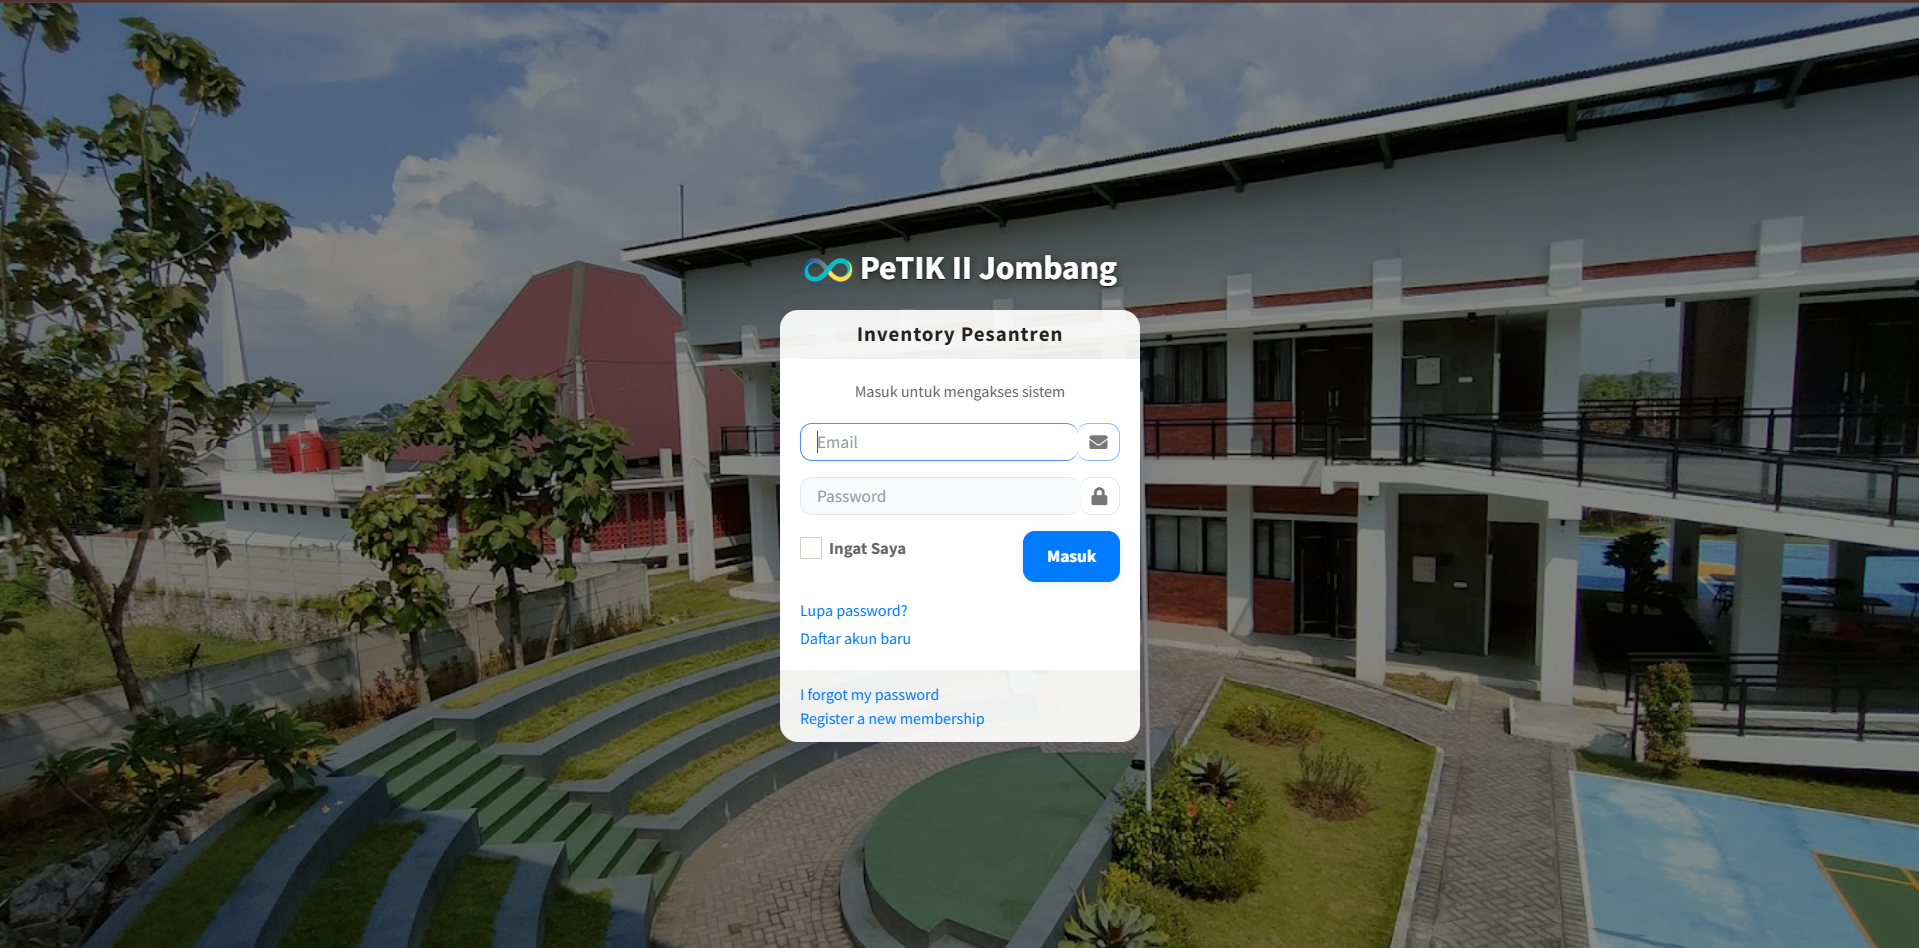 PeTIK II Jombang
Inventory Pesantren
Masuk untuk mengakses sistem
Email
Password
Ingat Saya
Masuk
Lupa password?
Daftar akun baru
I forgot my password
Register a new membership